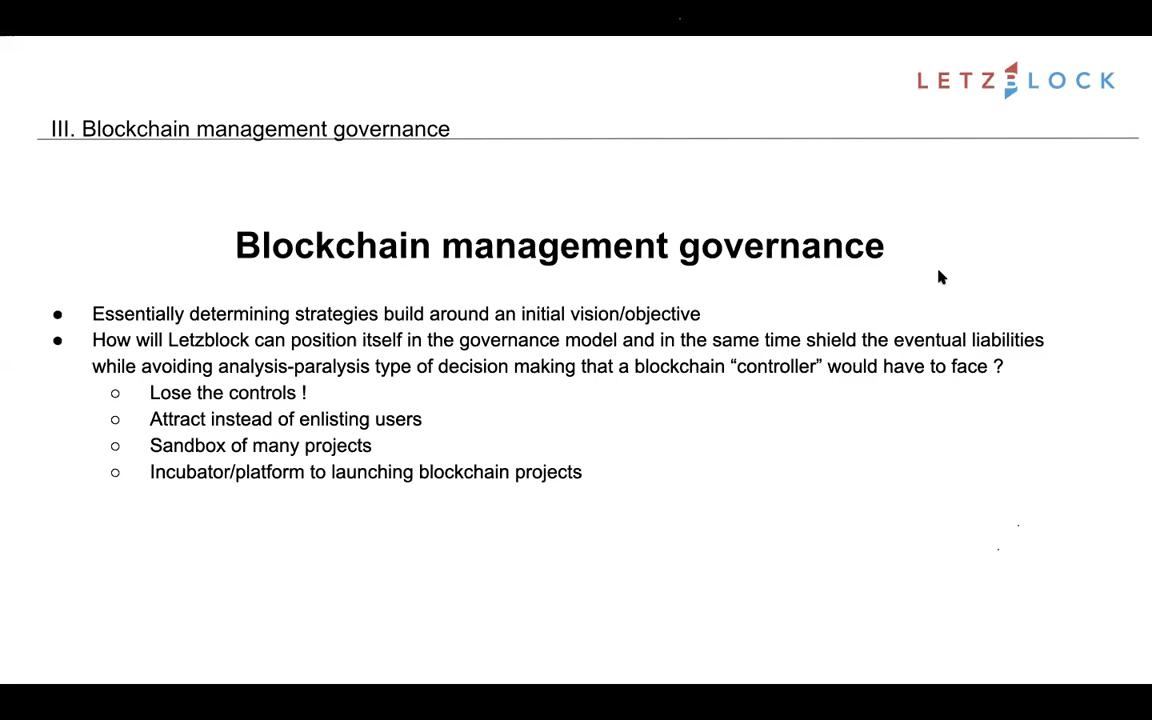 LETZBLOCK
III. Blockchain management governance
Blockchain management governance
● Essentially determining strategies build around an initial vision/objective
● How will Letzblock can position itself in the governance model and in the same time shield the eventual liabilities
while avoiding analysis-paralysis type of decision making that a blockchain “controller” would have to face ?
○ Lose the controls !
○ Attract instead of enlisting users
○ Sandbox of many projects
○ Incubator/platform to launching blockchain projects